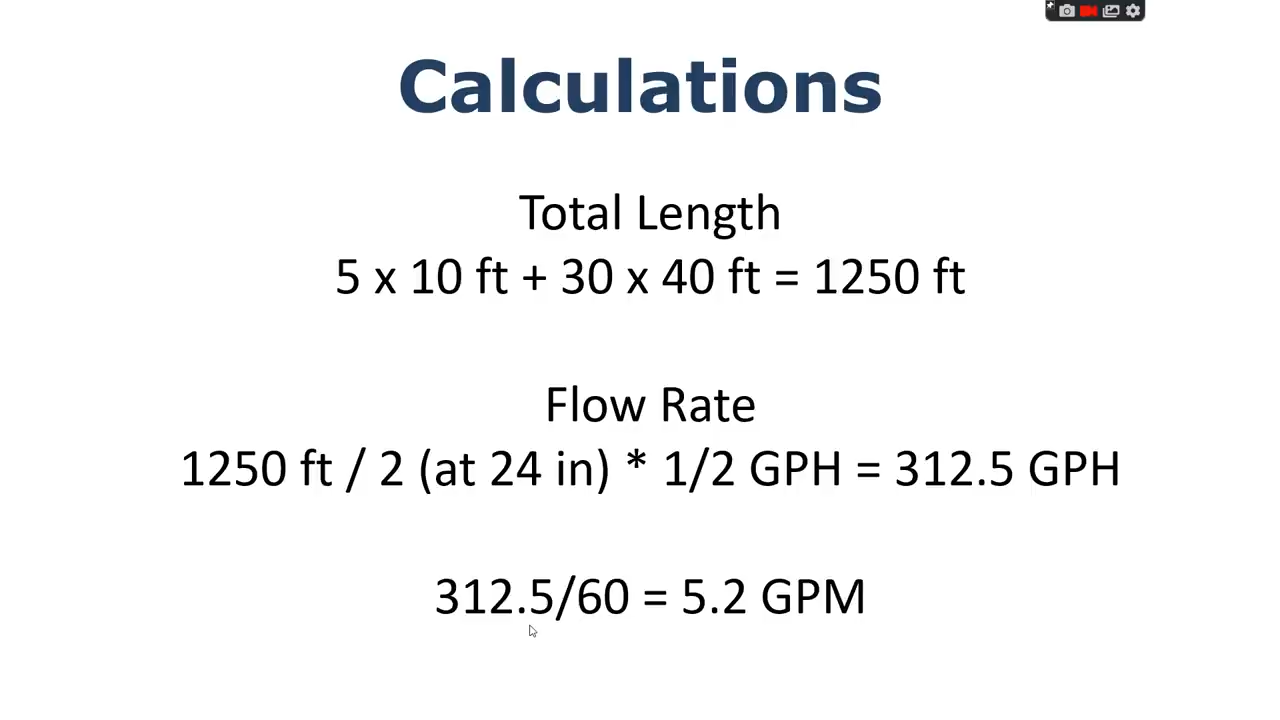 Calculations
Total Length
5 x 10 ft + 30 x 40 ft = 1250 ft
Flow Rate
1250 ft / 2 (at 24 in) * 1/2 GPH = 312.5 GPH
312.5/60 = 5.2 GPM